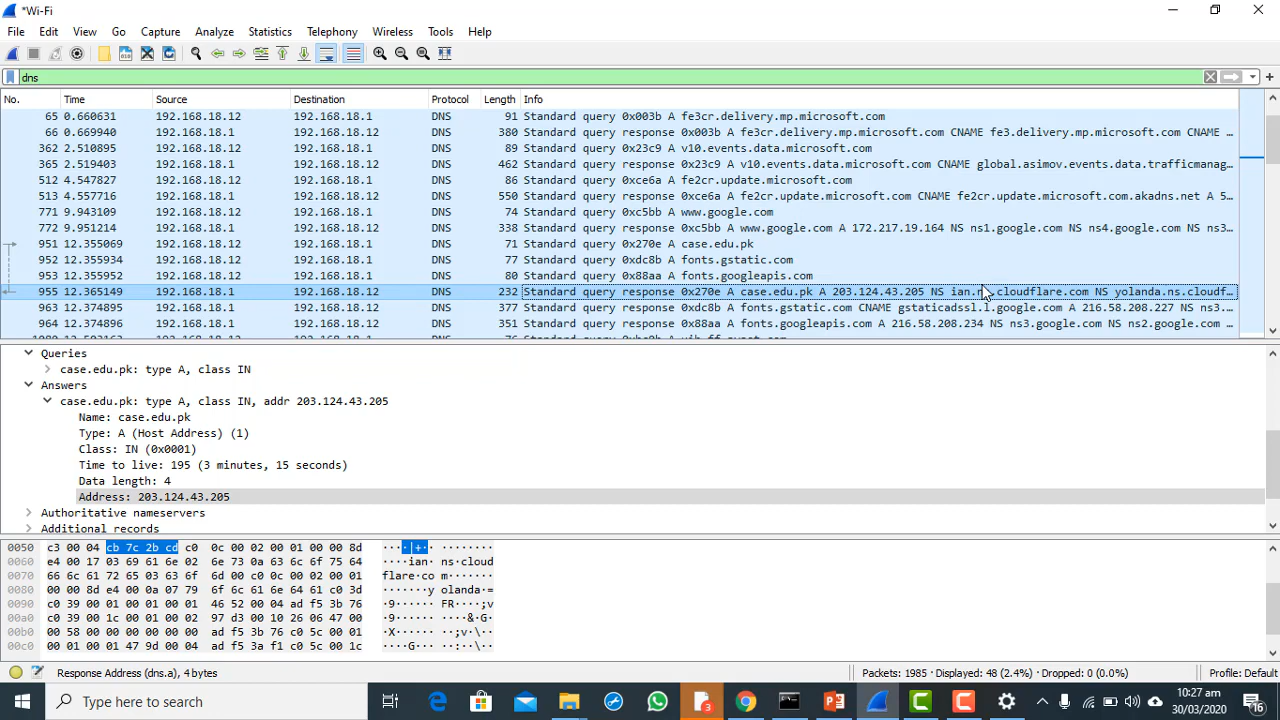 *Wi-Fi
File Edit View Go Capture Analyze Statistics Telephony Wireless Tools Help
dns
No. Time Source Destination Protocol Length Info
65 0.660631 192.168.18.12 192.168.18.1 DNS 91 Standard query 0x003b A fe3cr.delivery.mp.microsoft.com
66 0.669940 192.168.18.1 192.168.18.12 DNS 380 Standard query response 0x003b A fe3cr.delivery.mp.microsoft.com CNAME fe3.delivery.mp.microsoft.com CNAME …
362 2.510895 192.168.18.12 192.168.18.1 DNS 89 Standard query 0x23c9 A v10.events.data.microsoft.com
365 2.519403 192.168.18.1 192.168.18.12 DNS 462 Standard query response 0x23c9 A v10.events.data.microsoft.com CNAME global.asimov.events.data.trafficmanag…
512 4.547827 192.168.18.12 192.168.18.1 DNS 86 Standard query 0xce6a A fe2cr.update.microsoft.com
513 4.557716 192.168.18.1 192.168.18.12 DNS 550 Standard query response 0xce6a A fe2cr.update.microsoft.com CNAME fe2cr.update.microsoft.com.akadns.net A 5…
771 9.943109 192.168.18.12 192.168.18.1 DNS 74 Standard query 0xc5bb A www.google.com
772 9.951214 192.168.18.1 192.168.18.12 DNS 338 Standard query response 0xc5bb A www.google.com A 172.217.19.164 NS ns1.google.com NS ns4.google.com NS ns3…
951 12.355069 192.168.18.12 192.168.18.1 DNS 71 Standard query 0x270e A case.edu.pk
952 12.355934 192.168.18.12 192.168.18.1 DNS 77 Standard query 0xdc8b A fonts.gstatic.com
953 12.355952 192.168.18.12 192.168.18.1 DNS 80 Standard query 0x88aa A fonts.googleapis.com
955 12.365149 192.168.18.1 192.168.18.12 DNS 232 Standard query response 0x270e A case.edu.pk A 203.124.43.205 NS ian.ns.cloudflare.com NS yolanda.ns.cloudf…
963 12.374895 192.168.18.1 192.168.18.12 DNS 377 Standard query response 0xdc8b A fonts.gstatic.com CNAME gstaticadssl.l.google.com A 216.58.208.227 NS ns3.…
964 12.374896 192.168.18.1 192.168.18.12 DNS 351 Standard query response 0x88aa A fonts.googleapis.com A 216.58.208.234 NS ns3.google.com NS ns2.google.com …
Queries
case.edu.pk: type A, class IN
Answers
case.edu.pk: type A, class IN, addr 203.124.43.205
Name: case.edu.pk
Type: A (Host Address) (1)
Class: IN (0x0001)
Time to live: 195 (3 minutes, 15 seconds)
Data length: 4
Address: 203.124.43.205
Authoritative nameservers
Additional records
0050 c3 00 04 cb 7c 2b cd c0 0c 00 02 00 01 00 00 8d ····|+·· ········
0060 e4 00 17 03 69 61 6e 02 6e 73 0a 63 6c 6f 75 64 ····ian· ns·cloud
0070 66 6c 61 72 65 03 63 6f 6d 00 c0 0c 00 02 00 01 flare·co m·······
0080 00 00 8d e4 00 0a 07 79 6f 6c 61 6e 64 61 c0 3d ·······y olanda·=
0090 c0 39 00 01 00 01 00 01 46 52 00 04 ad f5 3b 76 ·9······ FR····;v
00a0 c0 39 00 1c 00 01 00 02 97 d3 00 10 26 06 47 00 ·9······ ····&·G·
00b0 00 58 00 00 00 00 00 00 ad f5 3b 76 c0 5c 00 01 ·X······ ··;v·\··
00c0 00 01 00 01 47 9d 00 04 ad f5 3a f1 c0 5c 00 1c ····G··· ··:··\··
Response Address (dns.a), 4 bytes Packets: 1985 · Displayed: 48 (2.4%) · Dropped: 0 (0.0%) Profile: Default
Type here to search
10:27 am
30/03/2020
16